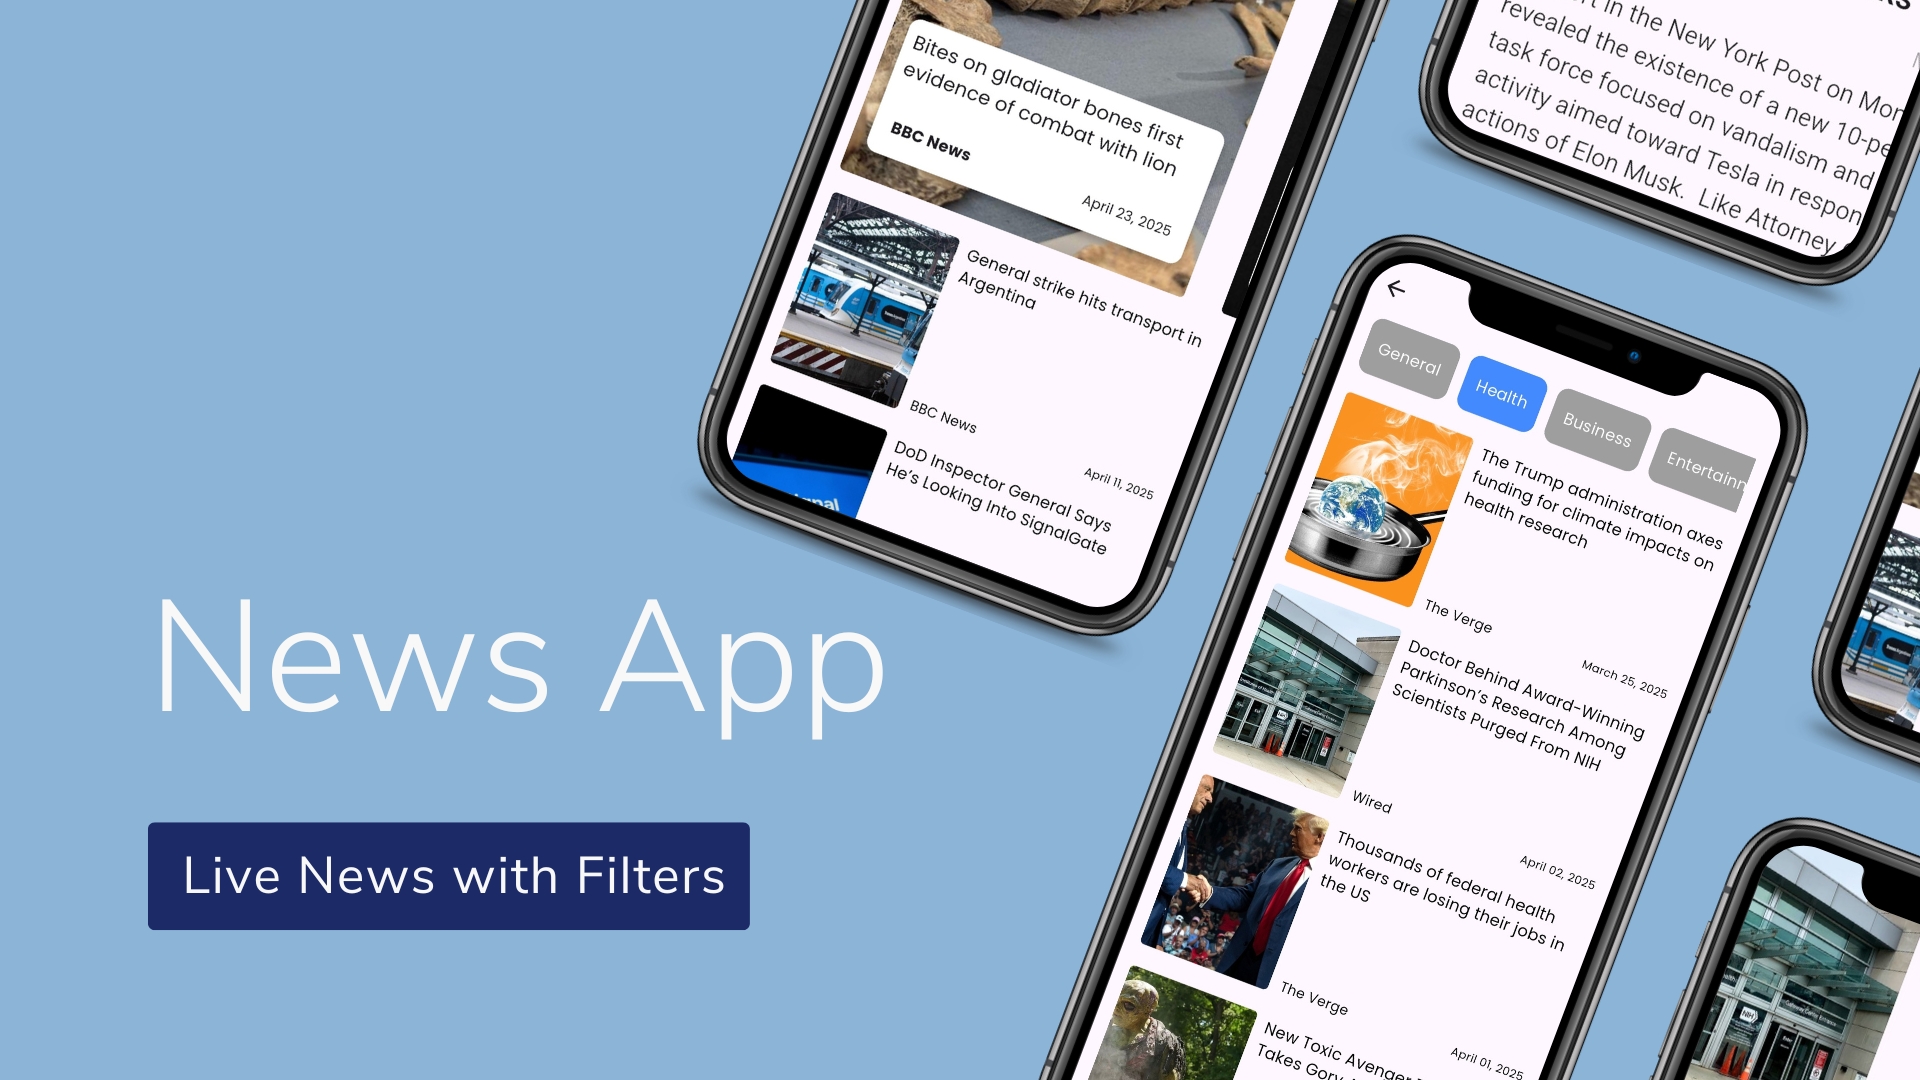 News App
Live News with Filters
Bites on gladiator bones first
evidence of combat with lion
BBC News
April 23, 2025
General strike hits transport in
Argentina
BBC News
April 11, 2025
DoD Inspector General Says
He's Looking Into SignalGate
in the New York Post on Mon
revealed the existence of a new 10-pe
task force focused on vandalism and
activity aimed toward Tesla in respon
actions of Elon Musk. Like Attorney
General
Health
Business
Entertainn
The Trump administration axes
funding for climate impacts on
health research
The Verge
March 25, 2025
Doctor Behind Award-Winning
Parkinson's Research Among
Scientists Purged From NIH
Wired
April 02, 2025
Thousands of federal health
workers are losing their jobs in
the US
The Verge
April 01, 2025
New Toxic Avenger
Takes Gory
NIH